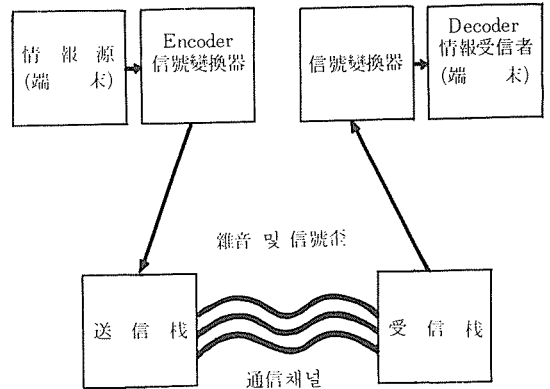 情報源
(端末)
Encoder
信號變換器
信號變換器
Decoder
情報受信者
(端末)
雜音 및 信號歪
送信栈
受信栈
通信채널